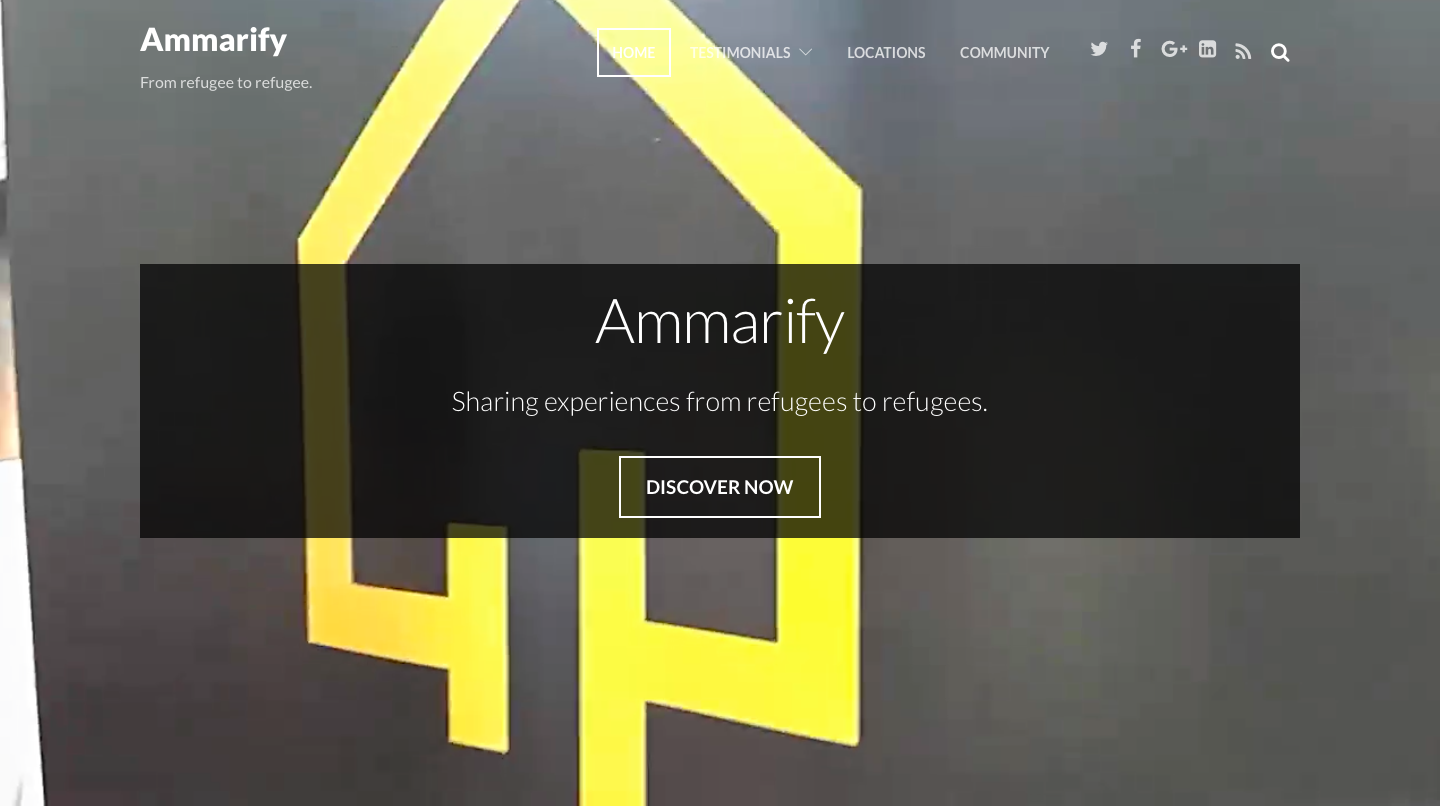 Ammarify
From refugee to refugee.
HOME TESTIMONIALS LOCATIONS COMMUNITY
Ammarify
Sharing experiences from refugees to refugees.
DISCOVER NOW